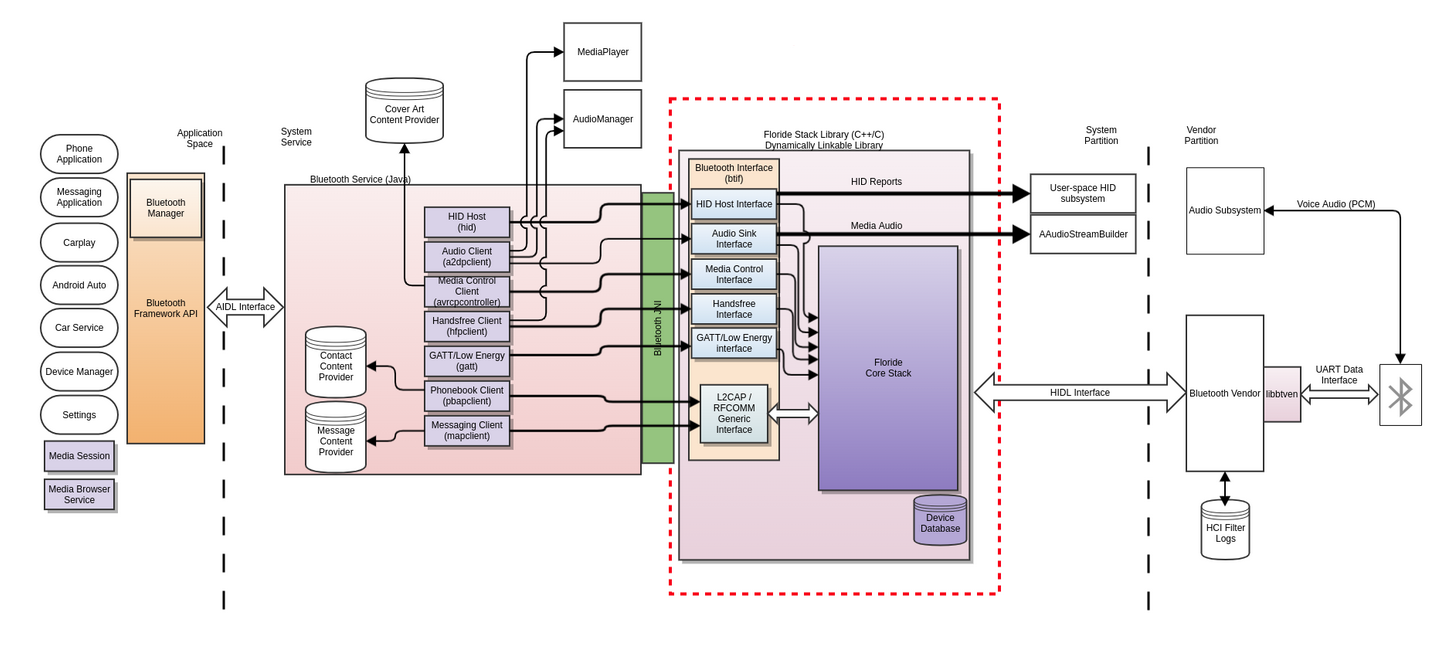 MediaPlayer
AudioManager
Cover Art
Content Provider
Application
Space
System
Service
Phone
Application
Messaging
Application
Carplay
Android Auto
Car Service
Device Manager
Settings
Media Session
Media Browser
Service
Bluetooth
Manager
Bluetooth
Framework API
AIDL Interface
Bluetooth Service (Java)
HID Host
(hid)
Audio Client
(a2dpclient)
Media Control
Client
(avrcpcontroller)
Handsfree Client
(hfpclient)
GATT/Low Energy
(gatt)
Phonebook Client
(pbapclient)
Messaging Client
(mapclient)
Contact
Content
Provider
Message
Content
Provider
Bluetooth JNI
Floride Stack Library (C++/C)
Dynamically Linkable Library
Bluetooth Interface
(btif)
HID Host Interface
Audio Sink
Interface
Media Control
Interface
Handsfree
Interface
GATT/Low Energy
interface
L2CAP /
RFCOMM
Generic
Interface
HID Reports
Media Audio
Floride
Core Stack
Device
Database
System
Partition
Vendor
Partition
User-space HID
subsystem
AAudioStreamBuilder
HIDL Interface
Audio Subsystem
Voice Audio (PCM)
Bluetooth Vendor
libbtven
UART Data
Interface
HCI Filter
Logs